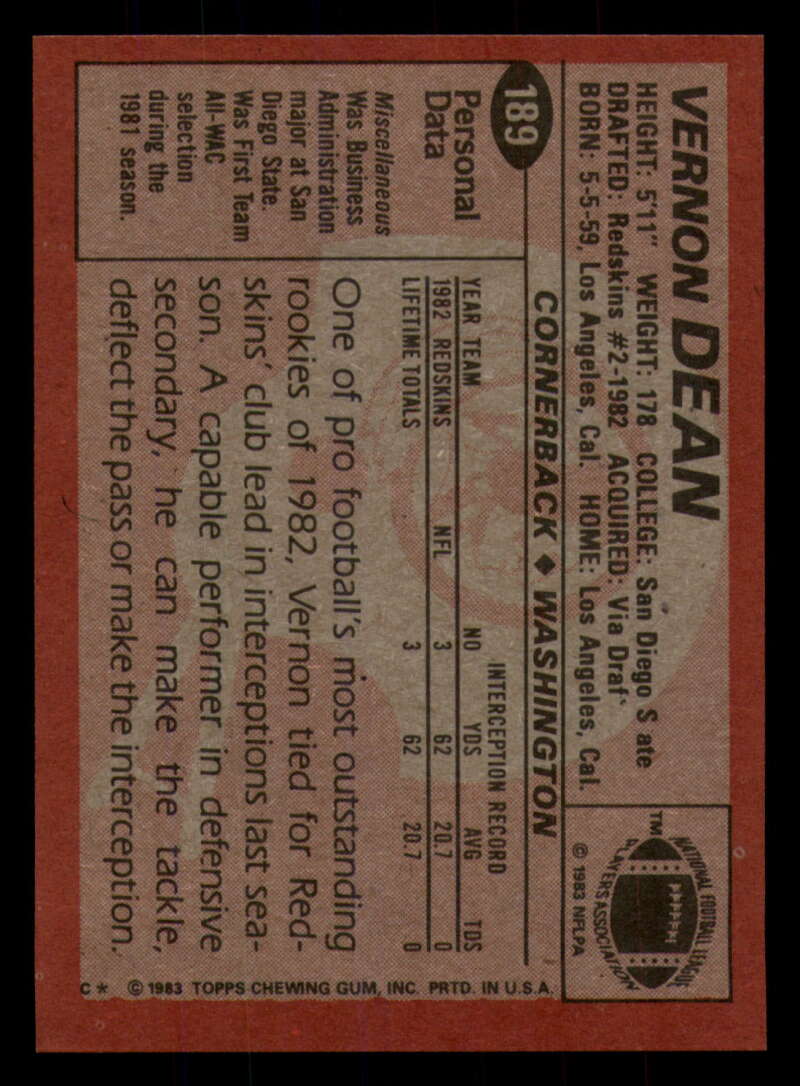 VERNON DEAN
HEIGHT: 5'11" WEIGHT: 178 COLLEGE: San Diego S ate
DRAFTED: Redskins #2-1982 ACQUIRED: Via Draf
BORN: 5-5-59, Los Angeles, Cal. HOME: Los Angeles, Cal.
NATIONAL FOOTBALL LEAGUE
PLAYERS ASSOCIATION
TM
© 1983 NFLPA
189
CORNERBACK ♦ WASHINGTON
Personal
Data
Miscellaneous
Was Business
Administration
major at San
Diego State.
Was First Team
All-WAC
selection
during the
1981 season.
INTERCEPTION RECORD
YEAR TEAM NO YDS AVG TDS
1982 REDSKINS NFL 3 62 20.7 0
LIFETIME TOTALS 3 62 20.7 0
One of pro football's most outstanding
rookies of 1982, Vernon tied for Red-
skins' club lead in interceptions last sea-
son. A capable performer in defensive
secondary, he can make the tackle,
deflect the pass or make the interception.
C* © 1983 TOPPS CHEWING GUM, INC. PRTD. IN U.S.A.